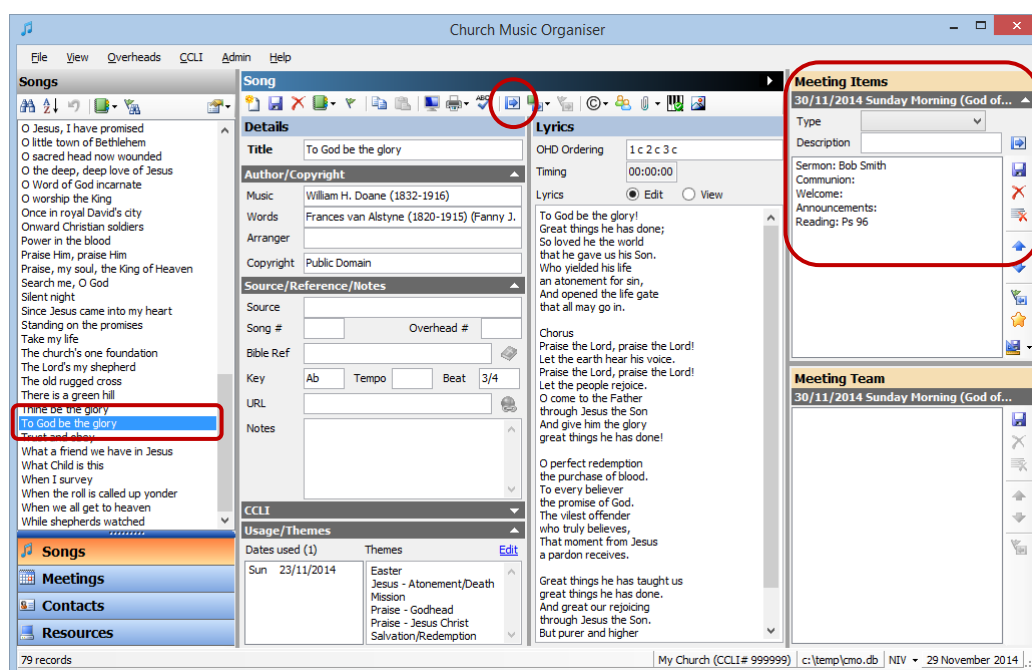 Church Music Organiser
File View Overheads CCLI Admin Help
Songs
O Jesus, I have promised
O little town of Bethlehem
O sacred head now wounded
O the deep, deep love of Jesus
O Word of God incarnate
O worship the King
Once in royal David's city
Onward Christian soldiers
Power in the blood
Praise Him, praise Him
Praise, my soul, the King of Heaven
Search me, O God
Silent night
Since Jesus came into my heart
Standing on the promises
Take my life
The church's one foundation
The Lord's my shepherd
The old rugged cross
There is a green hill
Thine be the glory
To God be the glory
Trust and obey
What a friend we have in Jesus
What Child is this
When I survey
When the roll is called up yonder
When we all get to heaven
While shepherds watched
Songs
Meetings
Contacts
Resources
Song
ABC
Details
Title To God be the glory
Author/Copyright
Music William H. Doane (1832-1916)
Words Frances van Alstyne (1820-1915) (Fanny J.
Arranger
Copyright Public Domain
Source/Reference/Notes
Source
Song # Overhead #
Bible Ref
Key Ab Tempo Beat 3/4
URL
Notes
CCLI
Usage/Themes
Dates used (1) Themes Edit
Sun 23/11/2014
Easter
Jesus - Atonement/Death
Mission
Praise - Godhead
Praise - Jesus Christ
Salvation/Redemption
Lyrics
OHD Ordering 1 c 2 c 3 c
Timing 00:00:00
Lyrics Edit View
To God be the glory!
Great things he has done;
So loved he the world
that he gave us his Son.
Who yielded his life
an atonement for sin,
And opened the life gate
that all may go in.
Chorus
Praise the Lord, praise the Lord!
Let the earth hear his voice.
Praise the Lord, praise the Lord!
Let the people rejoice.
O come to the Father
through Jesus the Son
And give him the glory
great things he has done!
O perfect redemption
the purchase of blood.
To every believer
the promise of God.
The vilest offender
who truly believes,
That moment from Jesus
a pardon receives.
Great things he has taught us
great things he has done.
And great our rejoicing
through Jesus the Son.
But purer and higher
Meeting Items
30/11/2014 Sunday Morning (God of...
Type
Description
Sermon: Bob Smith
Communion:
Welcome:
Announcements:
Reading: Ps 96
Meeting Team
30/11/2014 Sunday Morning (God of...
79 records
My Church (CCLI# 999999) c:\temp\cmo.db NIV 29 November 2014